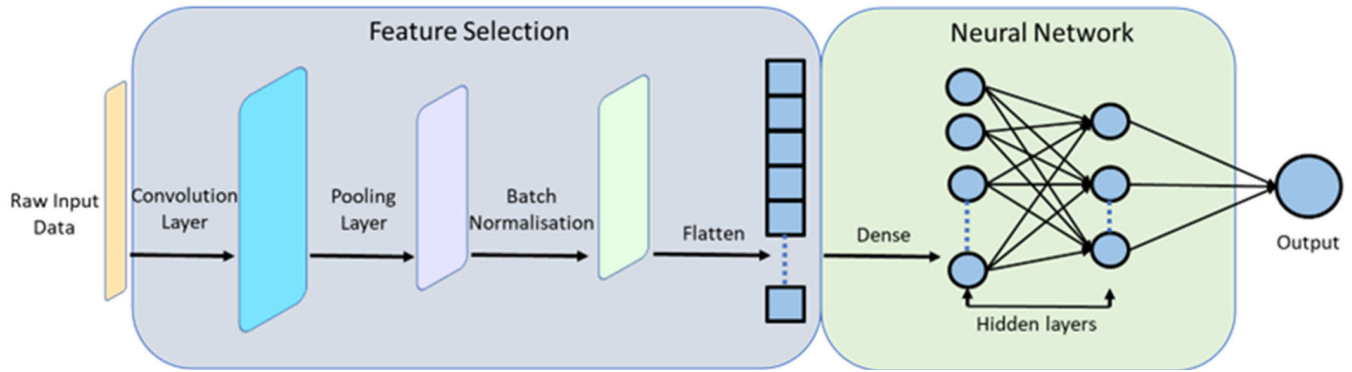 Feature Selection
Neural Network
Raw Input
Data
Convolution
Layer
Pooling
Layer
Batch
Normalisation
Flatten
Dense
Hidden layers
Output